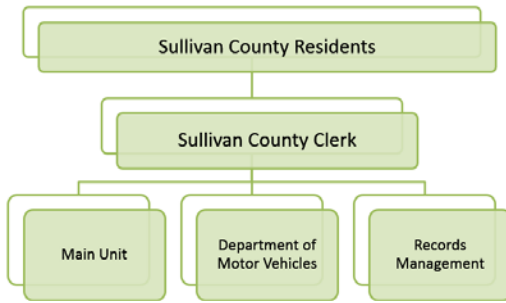 Sullivan County Residents
Sullivan County Clerk
Main Unit
Department of
Motor Vehicles
Records
Management